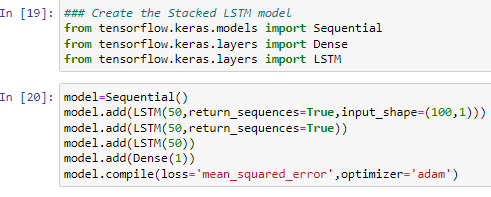 In [19]: ### Create the Stacked LSTM model
from tensorflow.keras.models import Sequential
from tensorflow.keras.layers import Dense
from tensorflow.keras.layers import LSTM
In [20]: model=Sequential()
model.add(LSTM(50,return_sequences=True,input_shape=(100,1)))
model.add(LSTM(50,return_sequences=True))
model.add(LSTM(50))
model.add(Dense(1))
model.compile(loss='mean_squared_error',optimizer='adam')